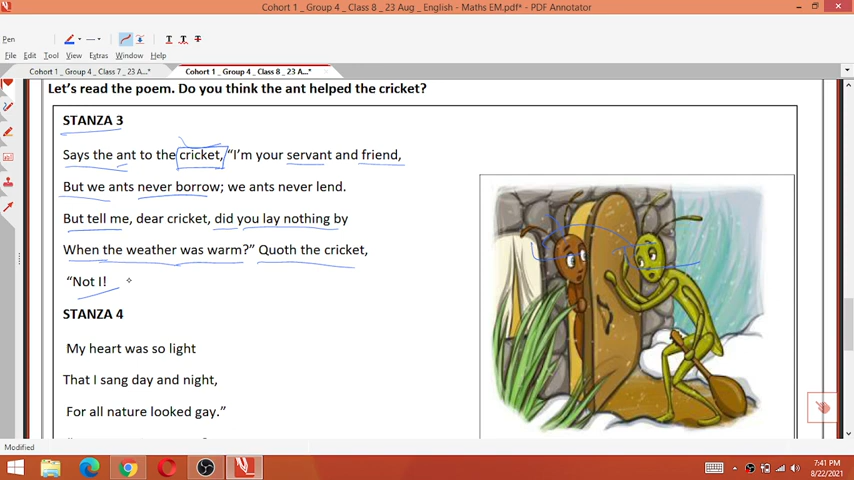 Cohort 1 _ Group 4 _ Class 8 _ 23 Aug _ English - Maths EM.pdf* - PDF Annotator
Pen
File Edit Tool View Extras Window Help
Cohort 1 _ Group 4 _ Class 7 _ 23 A... *
Cohort 1 _ Group 4 _ Class 8 _ 23 A... *
Let's read the poem. Do you think the ant helped the cricket?
STANZA 3
Says the ant to the cricket, “I'm your servant and friend,
But we ants never borrow; we ants never lend.
But tell me, dear cricket, did you lay nothing by
When the weather was warm?” Quoth the cricket,
“Not I!
STANZA 4
My heart was so light
That I sang day and night,
For all nature looked gay.”
Modified
7:41 PM
8/22/2021